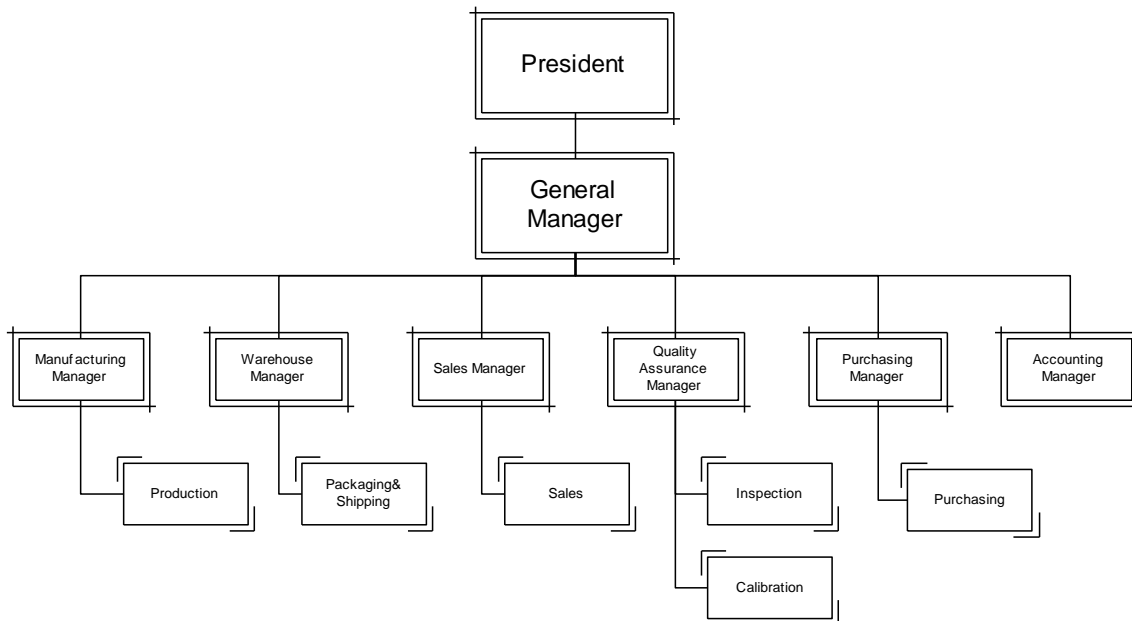 President
General
Manager
Manufacturing
Manager
Warehouse
Manager
Sales Manager
Quality
Assurance
Manager
Purchasing
Manager
Accounting
Manager
Production
Packaging&
Shipping
Sales
Inspection
Purchasing
Calibration